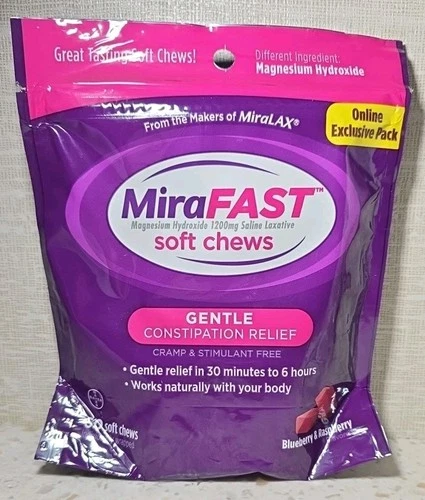 Great Tasting Soft Chews!
Different Ingredient:
Magnesium Hydroxide
From the Makers of MiraLAX®
Online
Exclusive Pack
MiraFAST™
Magnesium Hydroxide 1200mg Saline Laxative
soft chews
GENTLE
CONSTIPATION RELIEF
CRAMP & STIMULANT FREE
• Gentle relief in 30 minutes to 6 hours
• Works naturally with your body
soft chews
Blueberry & Raspberry